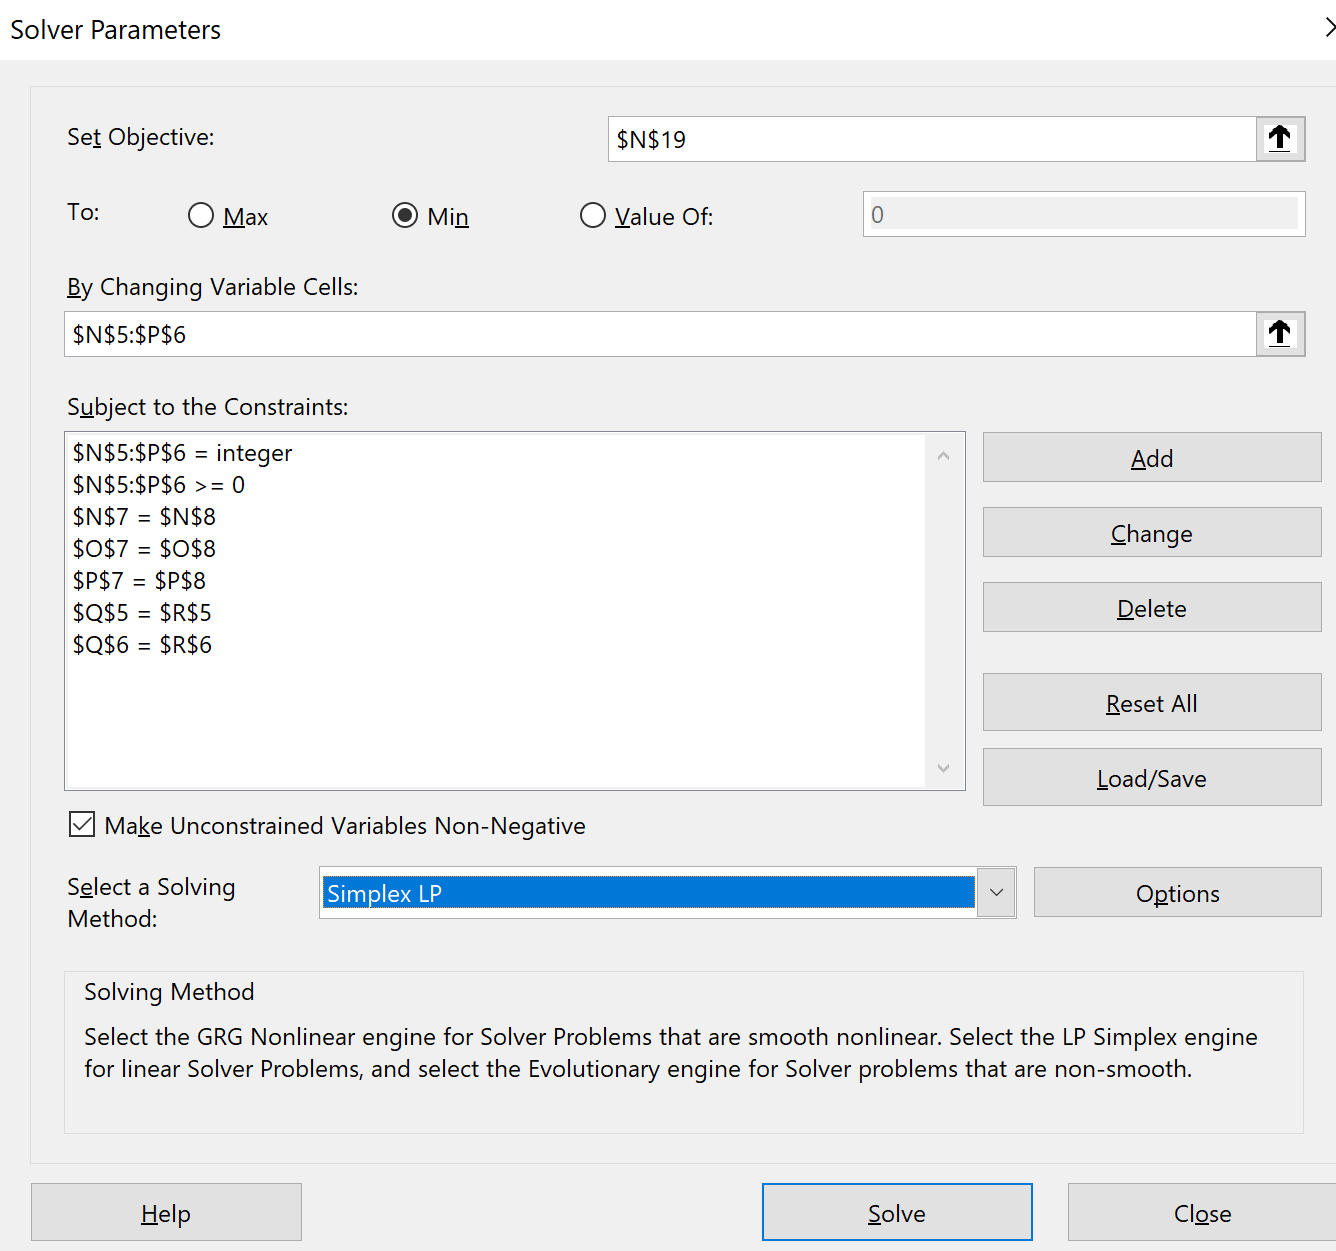 Solver Parameters
Set Objective:
$N$19
To:
Max
Min
Value Of:
0
By Changing Variable Cells:
$N$5:$P$6
Subject to the Constraints:
$N$5:$P$6 = integer
$N$5:$P$6 >= 0
$N$7 = $N$8
$O$7 = $O$8
$P$7 = $P$8
$Q$5 = $R$5
$Q$6 = $R$6
Add
Change
Delete
Reset All
Load/Save
Make Unconstrained Variables Non-Negative
Select a Solving
Method:
Simplex LP
Options
Solving Method
Select the GRG Nonlinear engine for Solver Problems that are smooth nonlinear. Select the LP Simplex engine
for linear Solver Problems, and select the Evolutionary engine for Solver problems that are non-smooth.
Help
Solve
Close